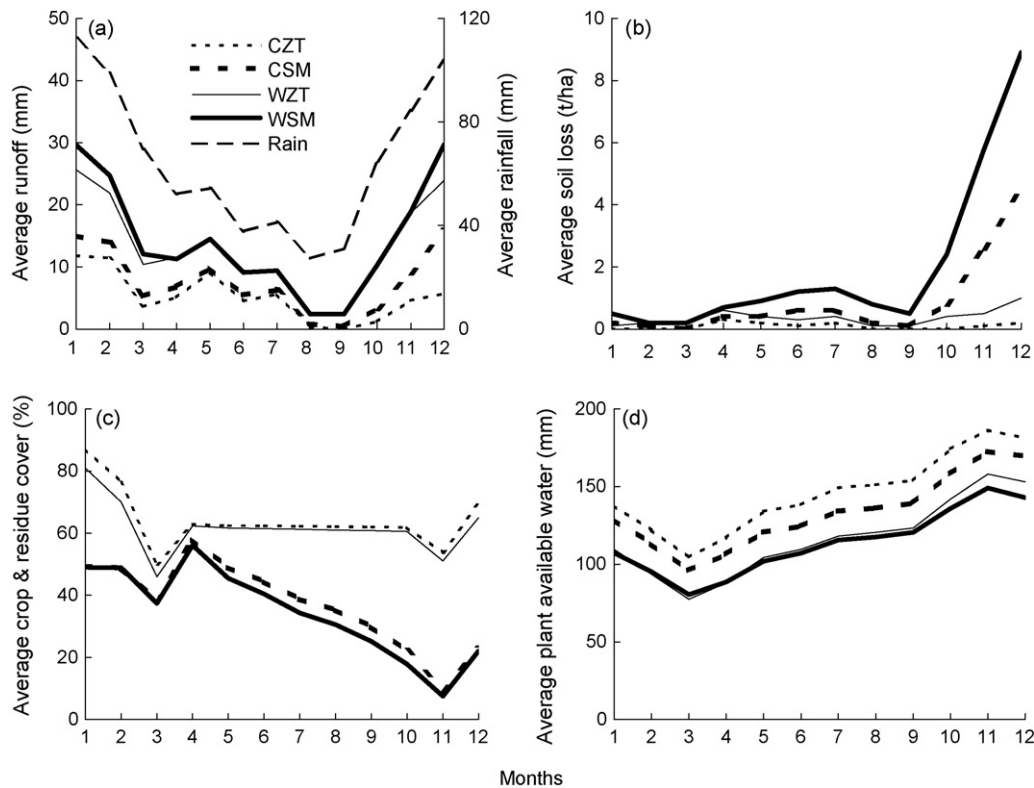 (a)
50
40
30
20
10
0
Average runoff (mm)
CZT
CSM
WZT
WSM
Rain
120
80
40
0
Average rainfall (mm)
1 2 3 4 5 6 7 8 9 10 11 12
(b)
10
8
6
4
2
0
Average soil loss (t/ha)
1 2 3 4 5 6 7 8 9 10 11 12
(c)
100
80
60
40
20
0
Average crop & residue cover (%)
1 2 3 4 5 6 7 8 9 10 11 12
(d)
200
150
100
50
0
Average plant available water (mm)
1 2 3 4 5 6 7 8 9 10 11 12
Months